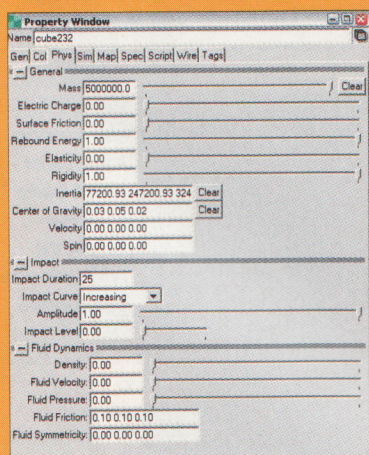 Property Window
Name cube232
Gen Col Phys Sim Map Spec Script Wire Tags
General
Mass 5000000.0 Clear
Electric Charge 0.00
Surface Friction 0.00
Rebound Energy 1.00
Elasticity 0.00
Rigidity 1.00
Inertia 77200.93 247200.93 324 Clear
Center of Gravity 0.03 0.05 0.02 Clear
Velocity 0.00 0.00 0.00
Spin 0.00 0.00 0.00
Impact
Impact Duration 25
Impact Curve Increasing
Amplitude 1.00
Impact Level 0.00
Fluid Dynamics
Density: 0.00
Fluid Velocity: 0.00
Fluid Pressure: 0.00
Fluid Friction: 0.10 0.10 0.10
Fluid Symmetricity: 0.00 0.00 0.00